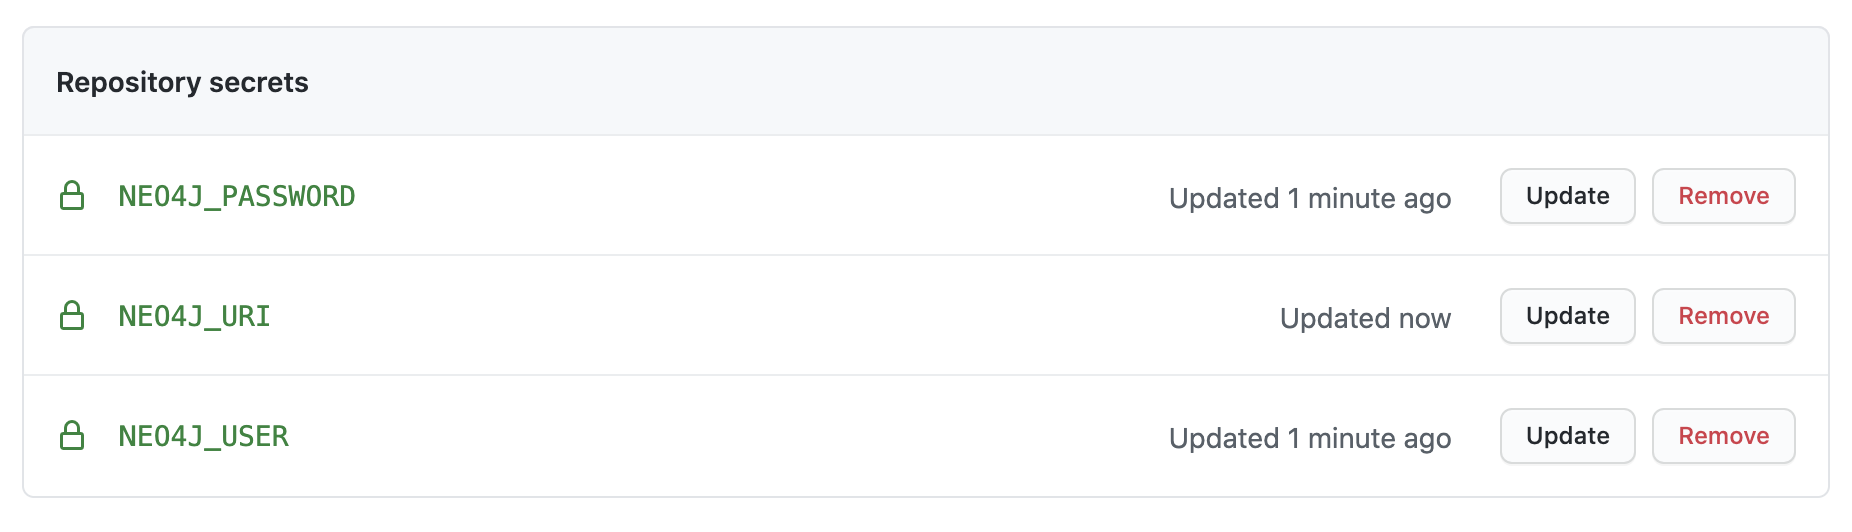 Repository secrets
NEO4J_PASSWORD Updated 1 minute ago Update Remove
NEO4J_URI Updated now Update Remove
NEO4J_USER Updated 1 minute ago Update Remove